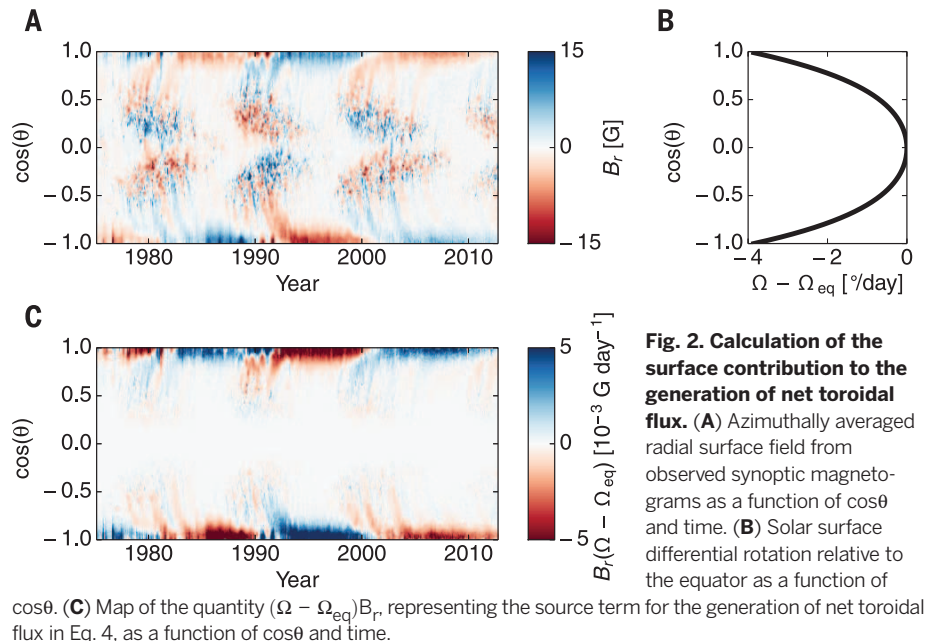 A
1.0
0.5
0.0
−0.5
−1.0
cos(θ)
1980
1990
2000
2010
Year
15
0
−15
B_r [G]
B
1.0
0.5
0.0
−0.5
−1.0
cos(θ)
−4
−2
0
Ω − Ω_eq [°/day]
C
1.0
0.5
0.0
−0.5
−1.0
cos(θ)
1980
1990
2000
2010
Year
5
0
−5
B_r(Ω − Ω_eq) [10⁻³ G day⁻¹]
Fig. 2. Calculation of the
surface contribution to the
generation of net toroidal
flux. (A) Azimuthally averaged
radial surface field from
observed synoptic magneto-
grams as a function of cosθ
and time. (B) Solar surface
differential rotation relative to
the equator as a function of
cosθ. (C) Map of the quantity (Ω − Ω_eq)B_r, representing the source term for the generation of net toroidal
flux in Eq. 4, as a function of cosθ and time.